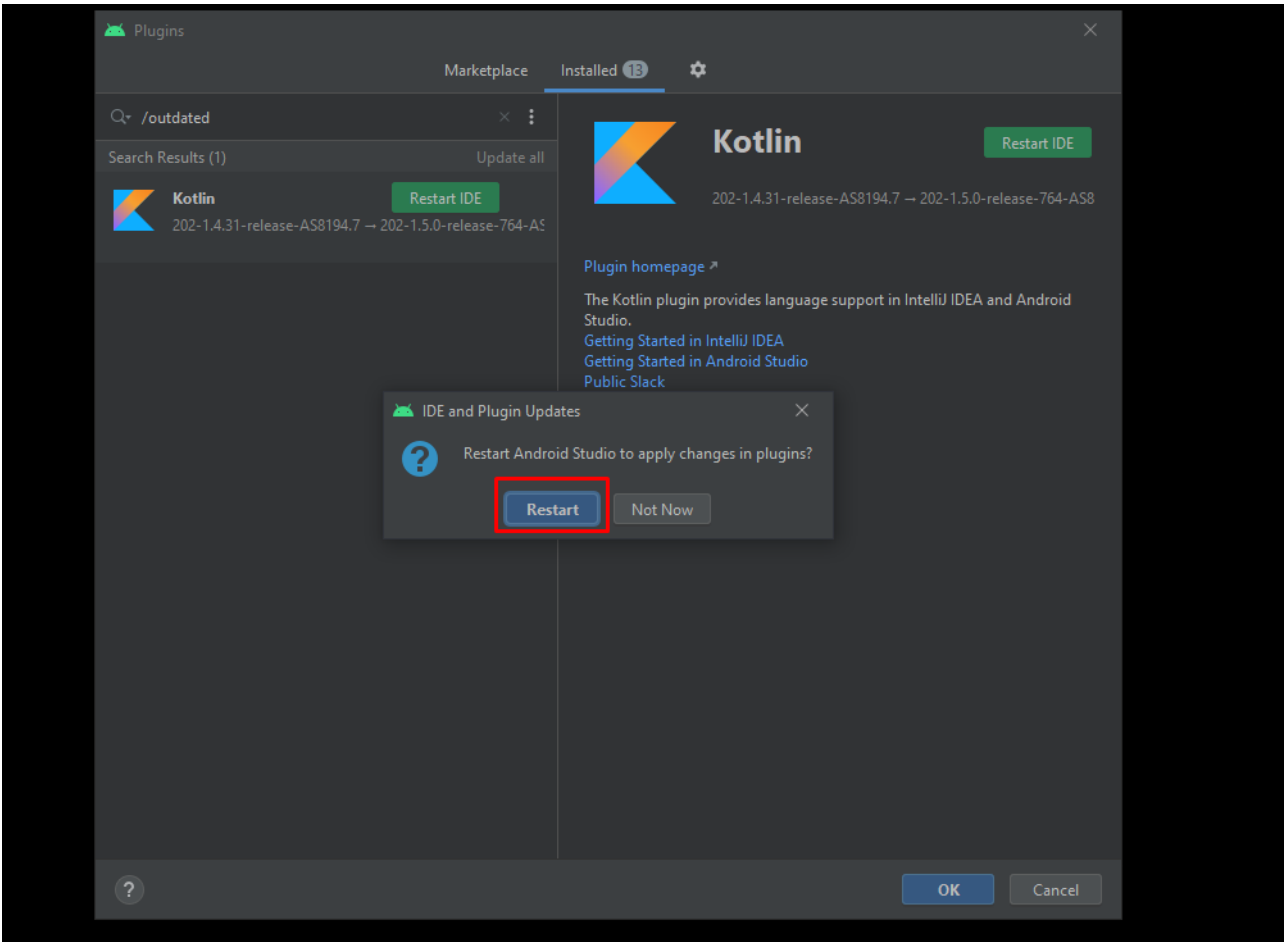 Plugins
Marketplace Installed 13
/outdated
Search Results (1) Update all
Kotlin Restart IDE
202-1.4.31-release-AS8194.7 → 202-1.5.0-release-764-AS
Kotlin Restart IDE
202-1.4.31-release-AS8194.7 → 202-1.5.0-release-764-AS8
Plugin homepage ↗
The Kotlin plugin provides language support in IntelliJ IDEA and Android
Studio.
Getting Started in IntelliJ IDEA
Getting Started in Android Studio
Public Slack
IDE and Plugin Updates
? Restart Android Studio to apply changes in plugins?
Restart Not Now
? OK Cancel